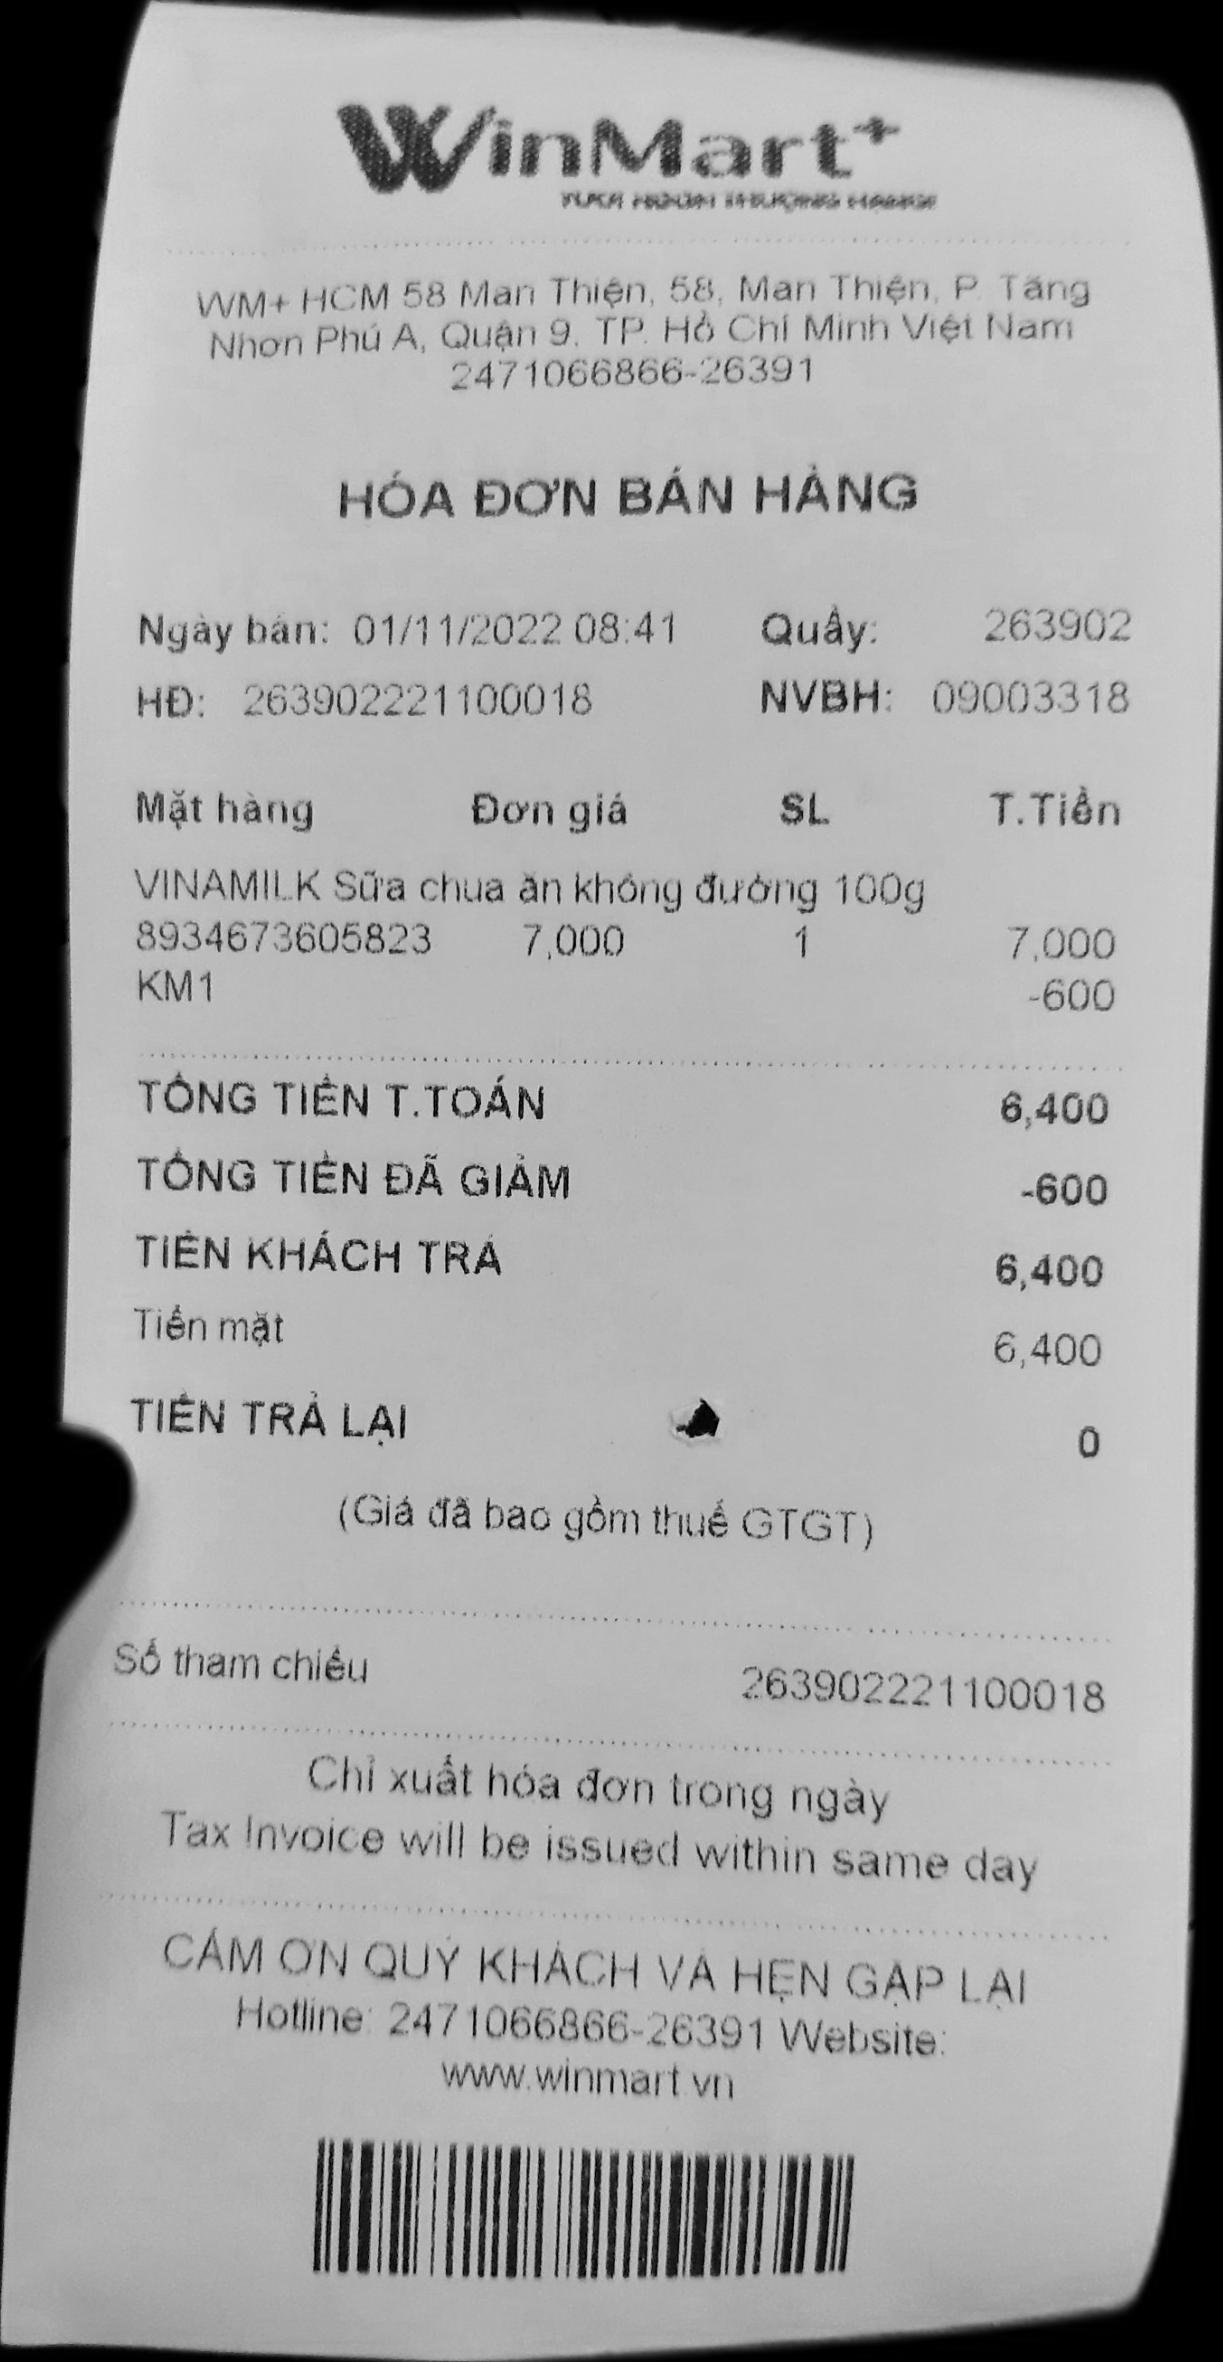 WinMart+
WM+ HCM 58 Man Thiện, 58, Man Thiện, P. Tăng
Nhơn Phú A, Quận 9. TP. Hồ Chí Minh Việt Nam
2471066866-26391
HÓA ĐƠN BÁN HÀNG
Ngày bán: 01/11/2022 08:41 Quầy: 263902
HĐ: 263902221100018 NVBH: 09003318
Mặt hàng Đơn giá SL T.Tiền
VINAMILK Sữa chua ăn không đường 100g
8934673605823 7,000 1 7,000
KM1 -600
TỔNG TIỀN T.TOÁN 6,400
TỔNG TIỀN ĐÃ GIẢM -600
TIỀN KHÁCH TRẢ 6,400
Tiền mặt 6,400
TIỀN TRẢ LẠI 0
(Giá đã bao gồm thuế GTGT)
Số tham chiếu 263902221100018
Chỉ xuất hóa đơn trong ngày
Tax Invoice will be issued within same day
CẢM ƠN QUÝ KHÁCH VÀ HẸN GẶP LẠI
Hotline: 2471066866-26391 Website:
www.winmart.vn